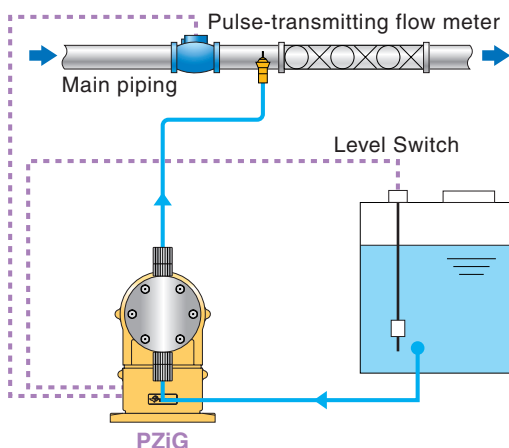 Pulse-transmitting flow meter
Main piping
Level Switch
PZiG